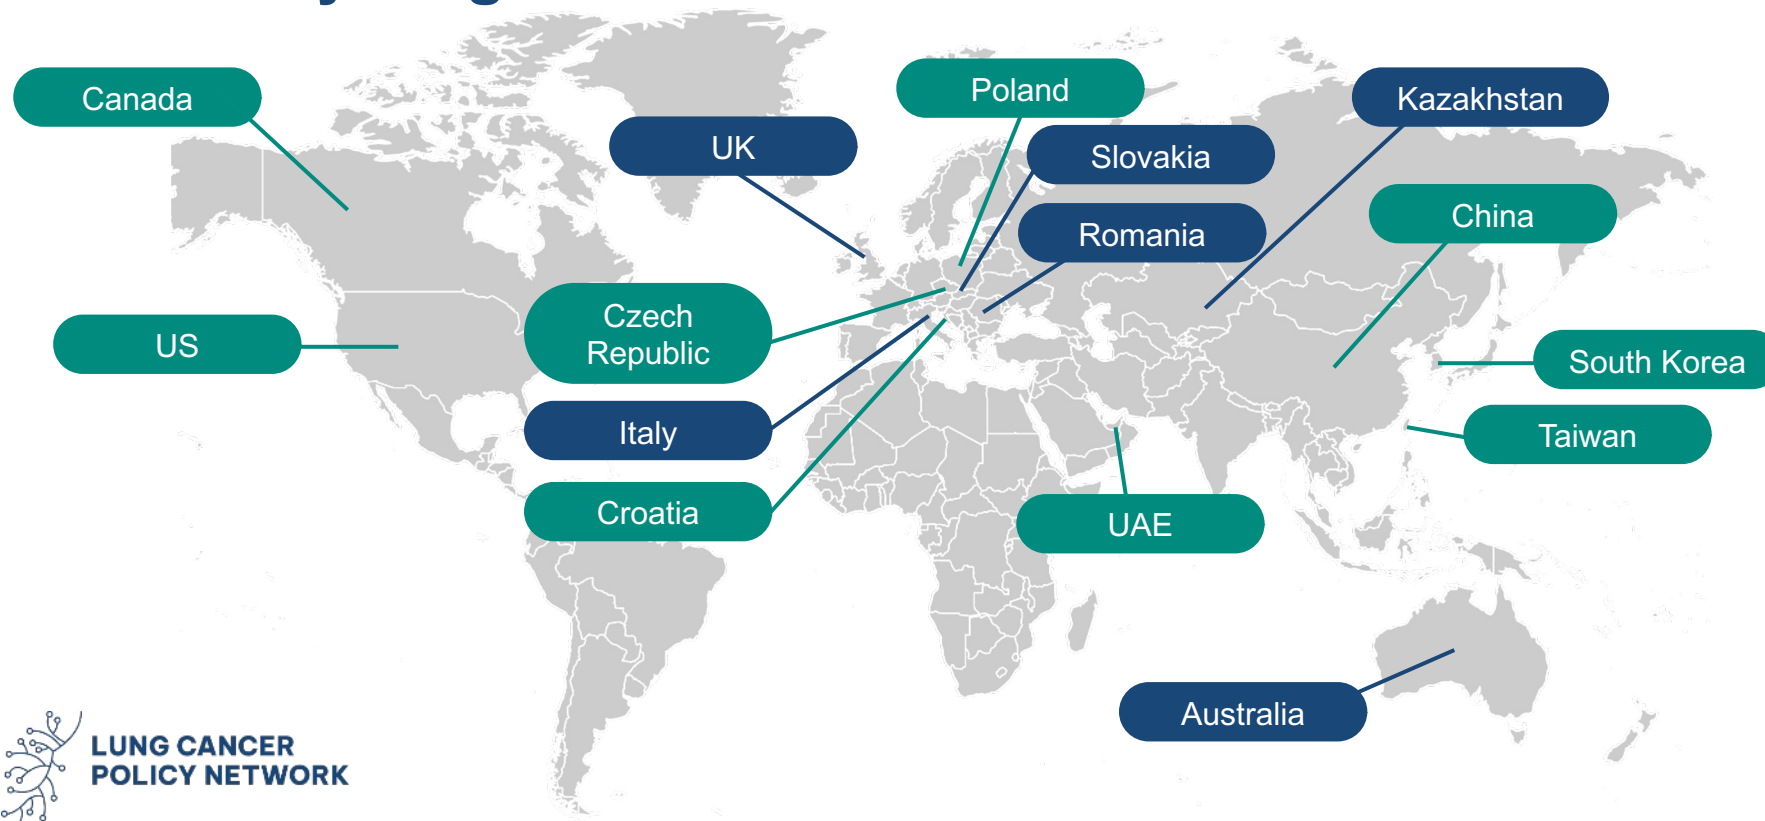 Canada
Poland
Kazakhstan
UK
Slovakia
China
Romania
Czech
Republic
US
South Korea
Italy
Taiwan
Croatia
UAE
Australia
LUNG CANCER
POLICY NETWORK